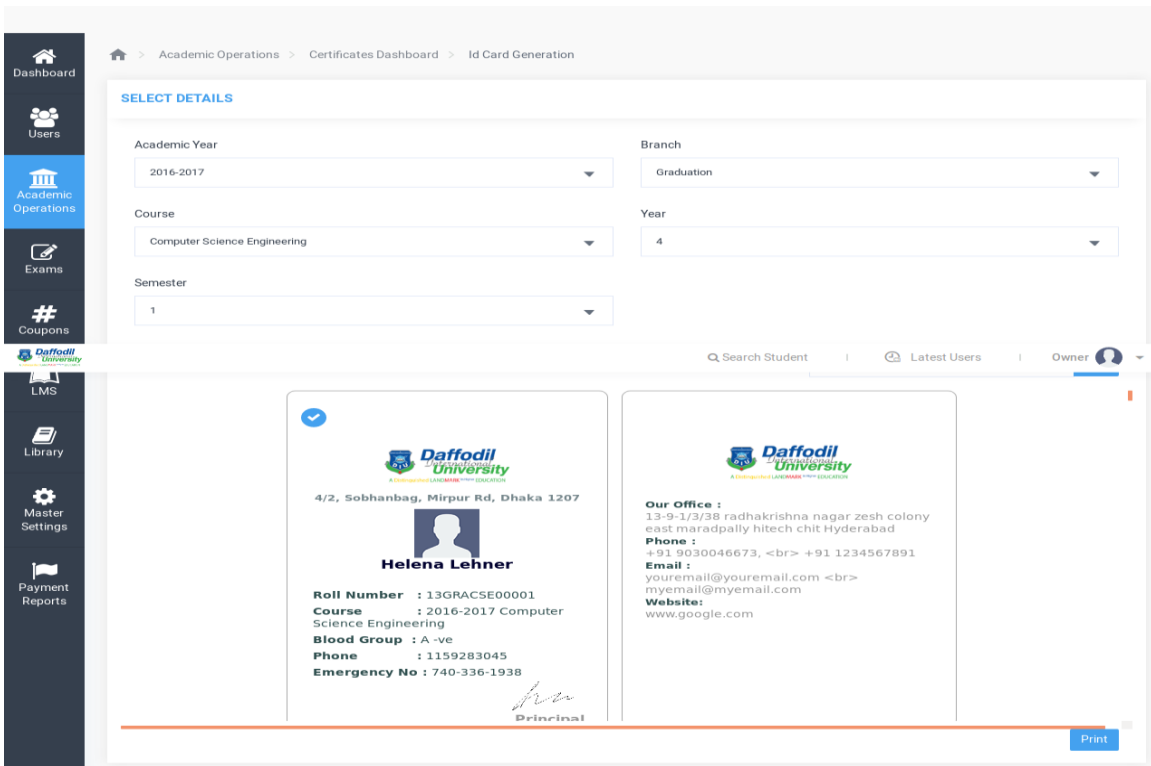 Dashboard
Users
Academic
Operations
Exams
Coupons
LMS
Library
Master
Settings
Payment
Reports
> Academic Operations > Certificates Dashboard > Id Card Generation
SELECT DETAILS
Academic Year
2016-2017
Branch
Graduation
Course
Computer Science Engineering
Year
4
Semester
1
Daffodil
University
Search Student | Latest Users | Owner
Daffodil
International
University
4/2, Sobhanbag, Mirpur Rd, Dhaka 1207
Helena Lehner
Roll Number : 13GRACSE00001
Course : 2016-2017 Computer
Science Engineering
Blood Group : A -ve
Phone : 1159283045
Emergency No : 740-336-1938
Principal
Daffodil
International
University
Our Office :
13-9-1/3/38 radhakrishna nagar zesh colony
east maradpally hitech chit Hyderabad
Phone :
+91 9030046673, <br> +91 1234567891
Email :
youremail@youremail.com <br>
myemail@myemail.com
Website:
www.google.com
Print